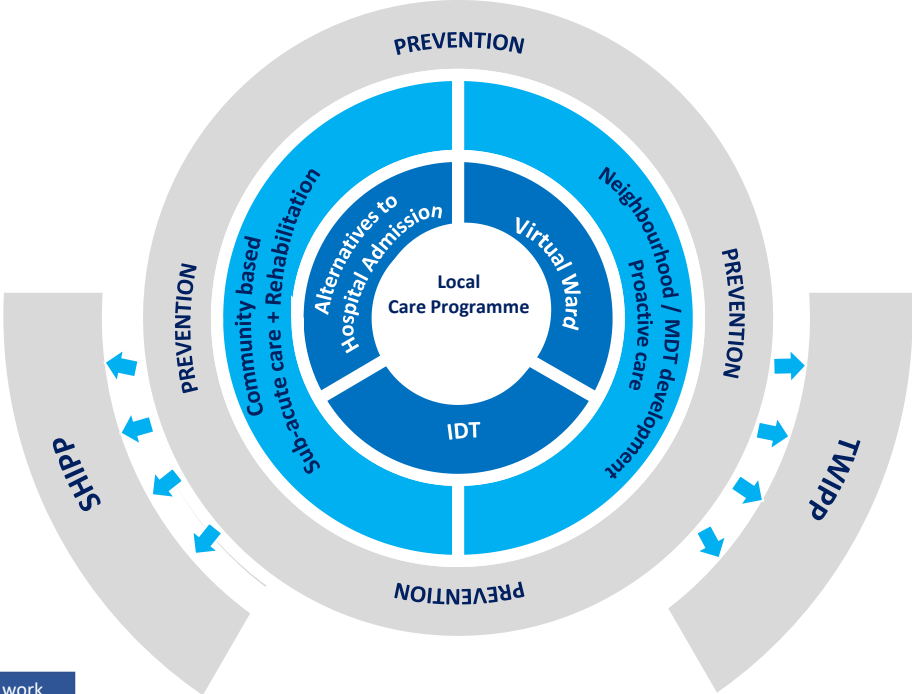 PREVENTION
Alternatives to
Hospital Admission
Virtual Ward
Local
Care Programme
IDT
Community based
Sub-acute care + Rehabilitation
Neighbourhood / MDT development
Proactive care
PREVENTION
PREVENTION
SHIPP
TWIPP
PREVENTION
work